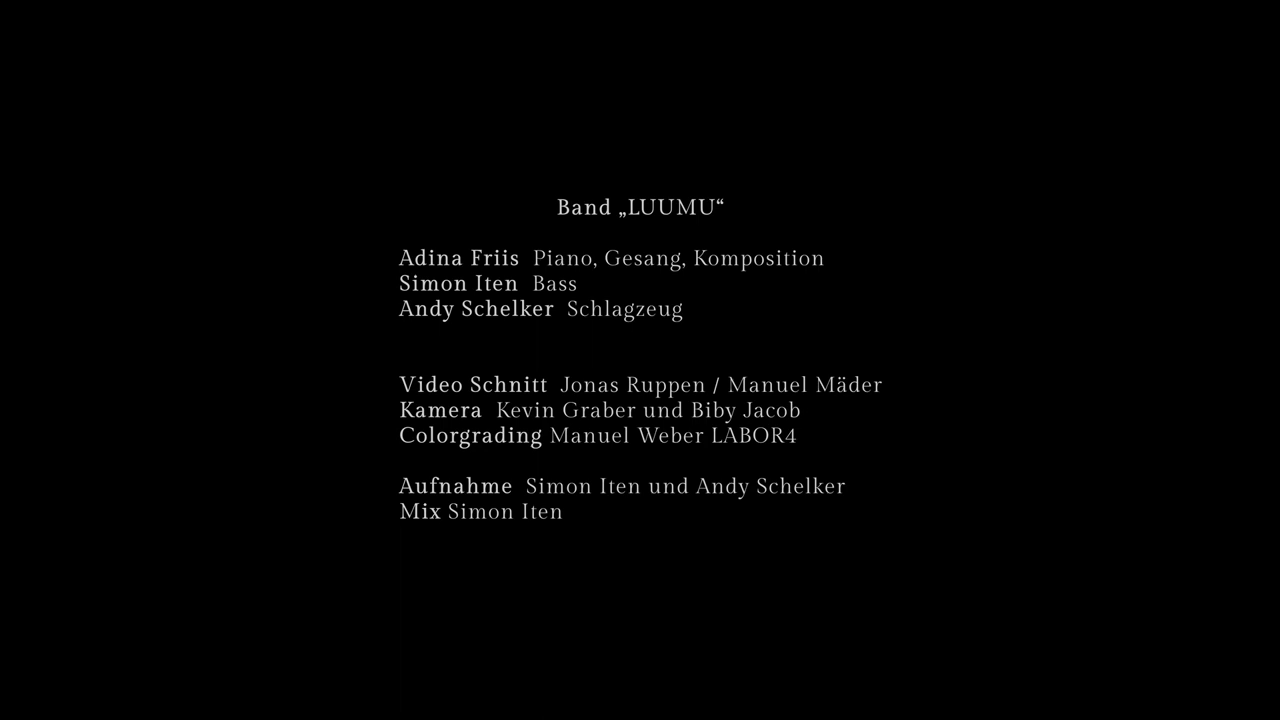 Band „LUUMU“
Adina Friis Piano, Gesang, Komposition
Simon Iten Bass
Andy Schelker Schlagzeug
Video Schnitt Jonas Ruppen / Manuel Mäder
Kamera Kevin Graber und Biby Jacob
Colorgrading Manuel Weber LABOR4
Aufnahme Simon Iten und Andy Schelker
Mix Simon Iten